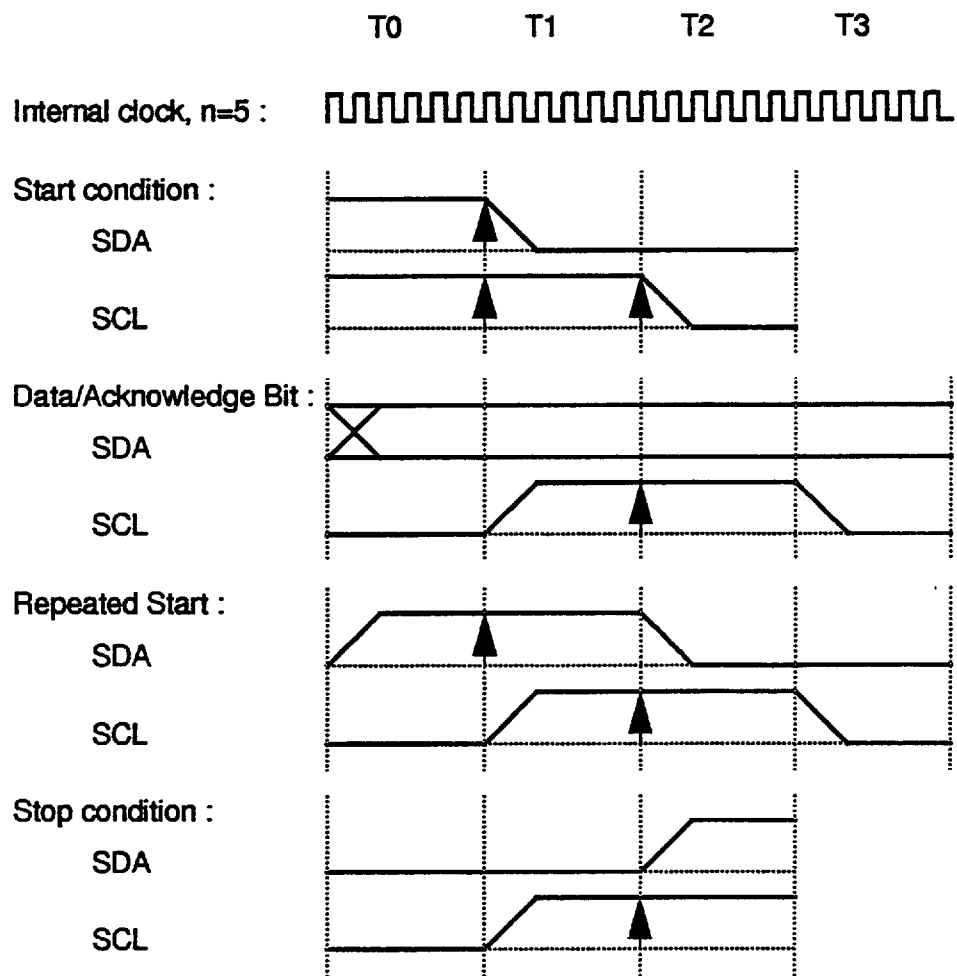 T0 T1 T2 T3
Internal clock, n=5 :
Start condition :
SDA
SCL
Data/Acknowledge Bit :
SDA
SCL
Repeated Start :
SDA
SCL
Stop condition :
SDA
SCL